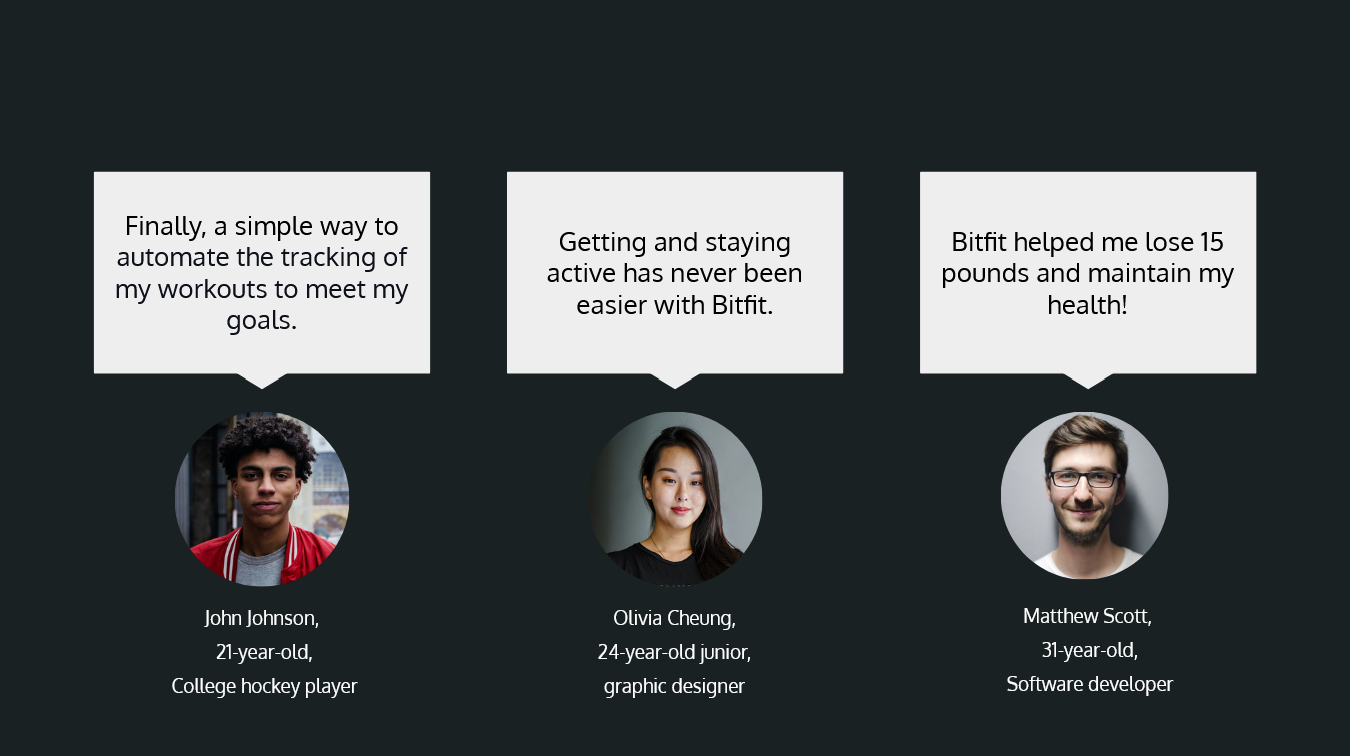 Finally, a simple way to
automate the tracking of
my workouts to meet my
goals.
Getting and staying
active has never been
easier with Bitfit.
Bitfit helped me lose 15
pounds and maintain my
health!
John Johnson,
21-year-old,
College hockey player
Olivia Cheung,
24-year-old junior,
graphic designer
Matthew Scott,
31-year-old,
Software developer